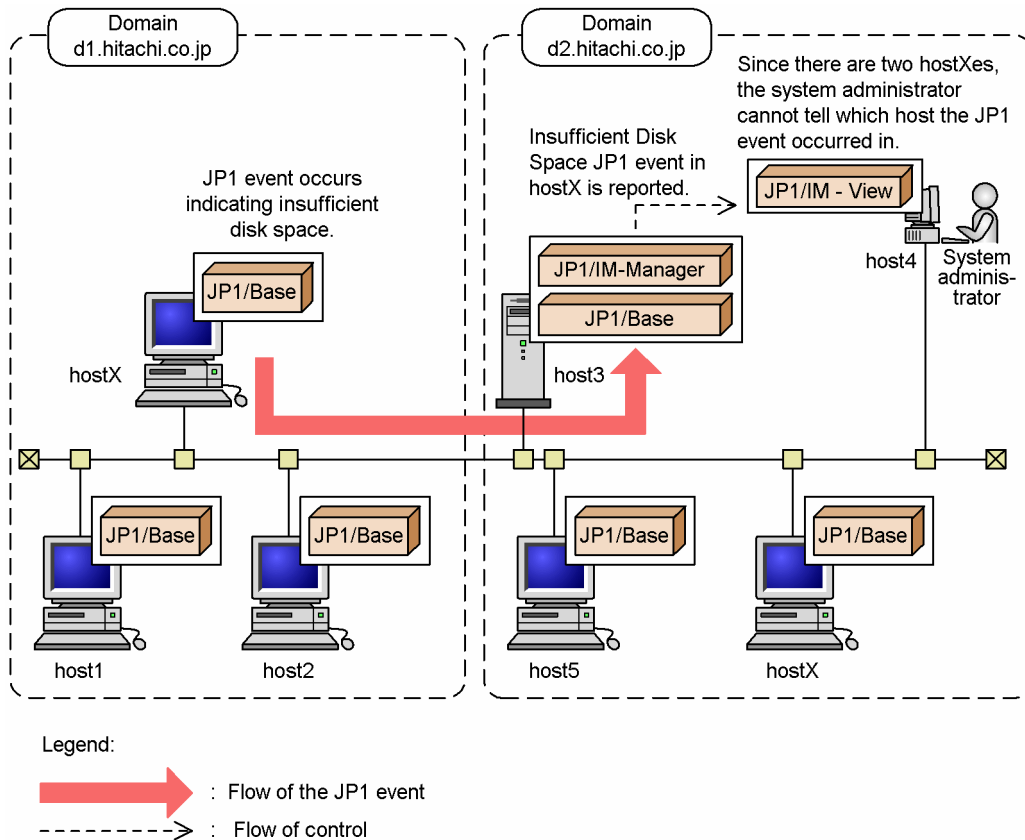 Domain
d1.hitachi.co.jp
Domain
d2.hitachi.co.jp
Since there are two hostXes,
the system administrator
cannot tell which host the JP1
event occurred in.
Insufficient Disk
Space JP1 event in
hostX is reported.
JP1 event occurs
indicating insufficient
disk space.
JP1/IM - View
host4
System
adminis-
trator
JP1/Base
hostX
JP1/IM-Manager
JP1/Base
host3
JP1/Base
host1
JP1/Base
host2
JP1/Base
host5
JP1/Base
hostX
Legend:
: Flow of the JP1 event
: Flow of control